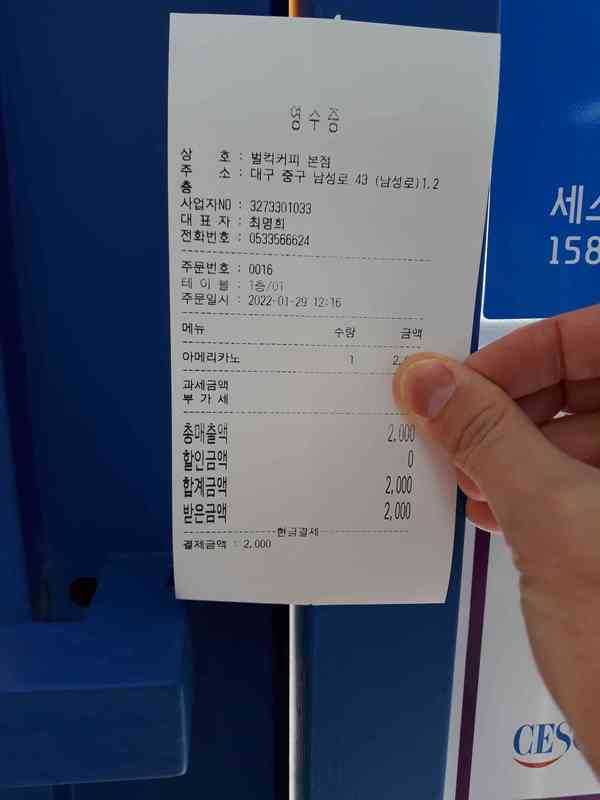 영수증
상 호 : 벌컥커피 본점
주 소 : 대구 중구 남성로 43 (남성로)1,2
층
사업자NO : 3273301033
대 표 자 : 최명희
전화번호 : 0533566624
주문번호 : 0016
테 이 블 : 1층/01
주문일시 : 2022-01-29 12:16
메뉴 수량 금액
아메리카노 1
과세금액
부 가 세
총매출액 2,000
할인금액 0
합계금액 2,000
받은금액 2,000
현금결제
결제금액 : 2,000
세스
158
CES